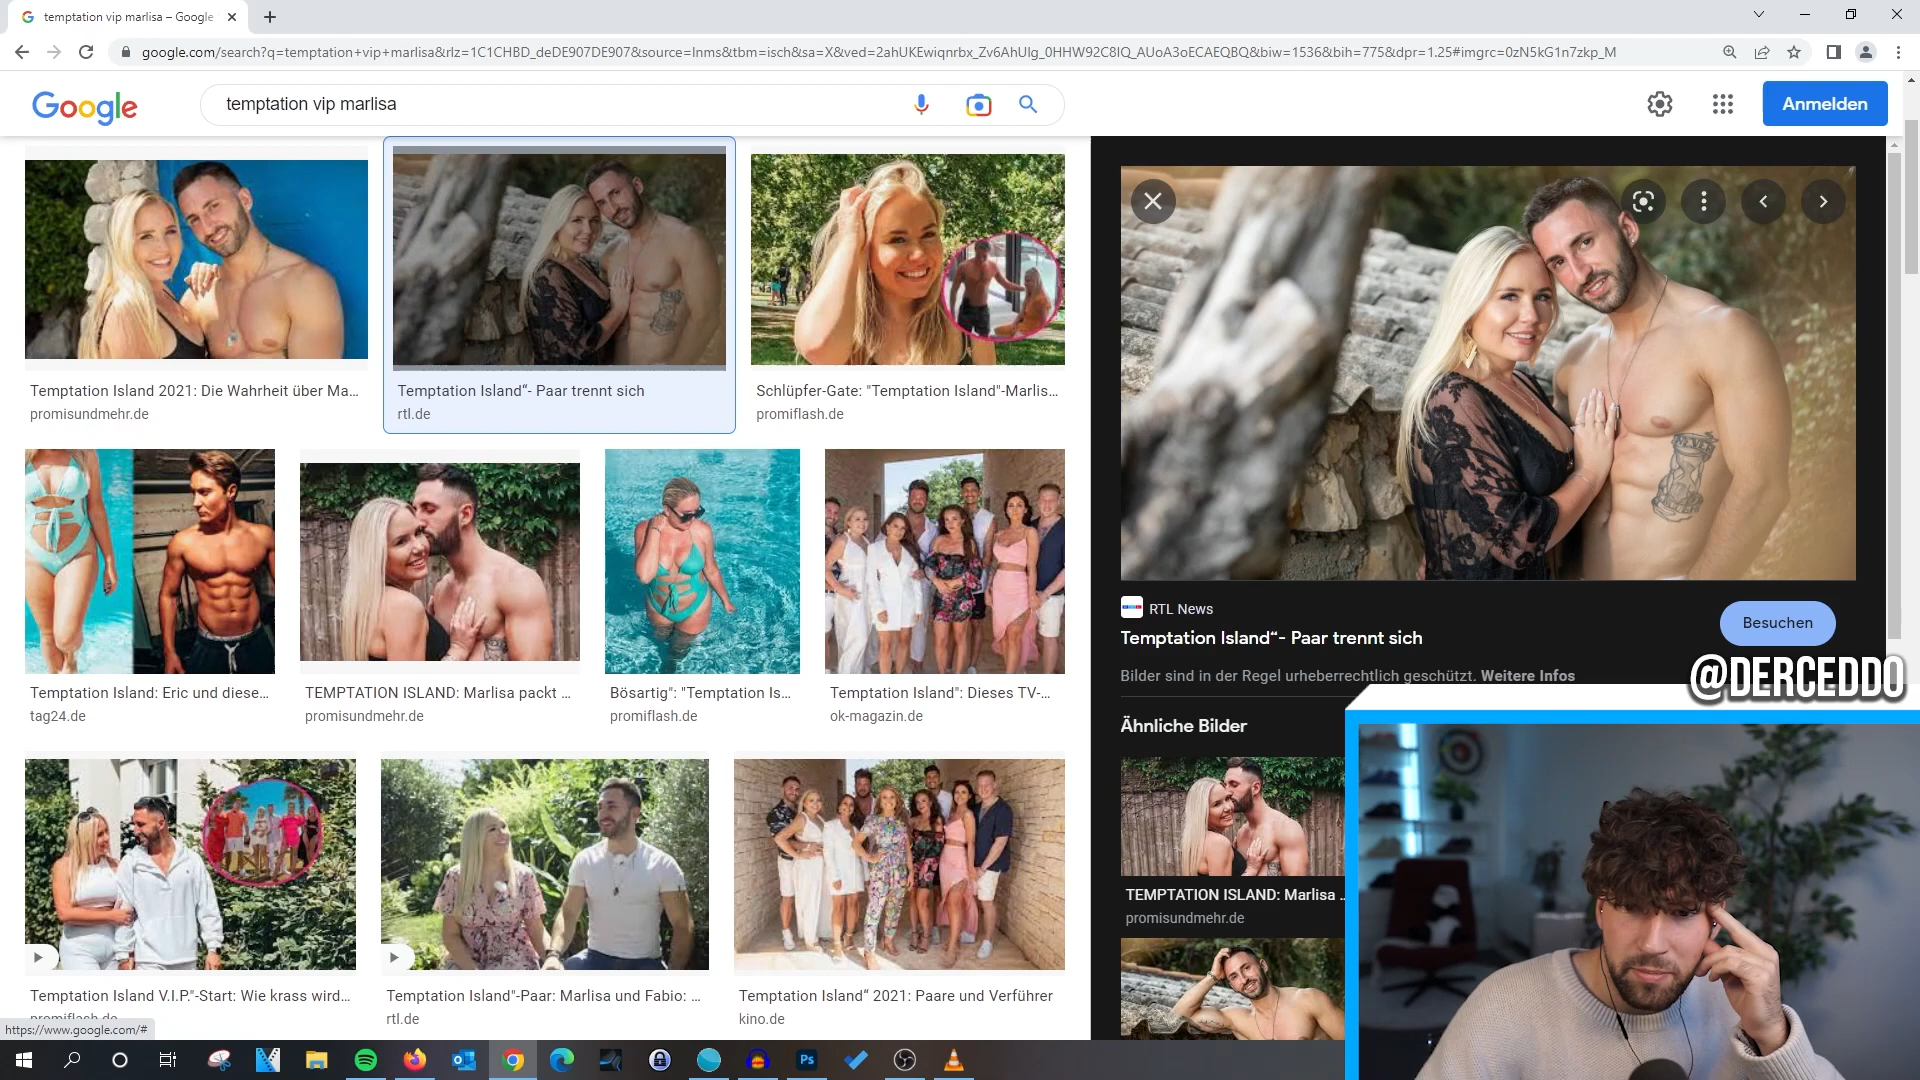 temptation vip marlisa – Google
google.com/search?q=temptation+vip+marlisa&rlz=1C1CHBD_deDE907DE907&source=lnms&tbm=isch&sa=X&ved=2ahUKEwiqnrbx_Zv6AhUlg_0HHW92C8IQ_AUoA3oECAEQBQ&biw=1536&bih=775&dpr=1.25#imgrc=0zN5kG1n7zkp_M
Google
temptation vip marlisa
Anmelden
Temptation Island 2021: Die Wahrheit über Ma...
promisundmehr.de
Temptation Island“- Paar trennt sich
rtl.de
Schlüpfer-Gate: "Temptation Island"-Marlis...
promiflash.de
Temptation Island: Eric und diese...
tag24.de
TEMPTATION ISLAND: Marlisa packt ...
promisundmehr.de
Bösartig": "Temptation Is...
promiflash.de
Temptation Island": Dieses TV-...
ok-magazin.de
Temptation Island V.I.P."-Start: Wie krass wird...
promiflash.de
Temptation Island"-Paar: Marlisa und Fabio: ...
rtl.de
Temptation Island“ 2021: Paare und Verführer
kino.de
https://www.google.com/#
RTL News
Temptation Island“- Paar trennt sich
Besuchen
Bilder sind in der Regel urheberrechtlich geschützt. Weitere Infos
@DERCEDDO
Ähnliche Bilder
TEMPTATION ISLAND: Marlisa ...
promisundmehr.de
Ps